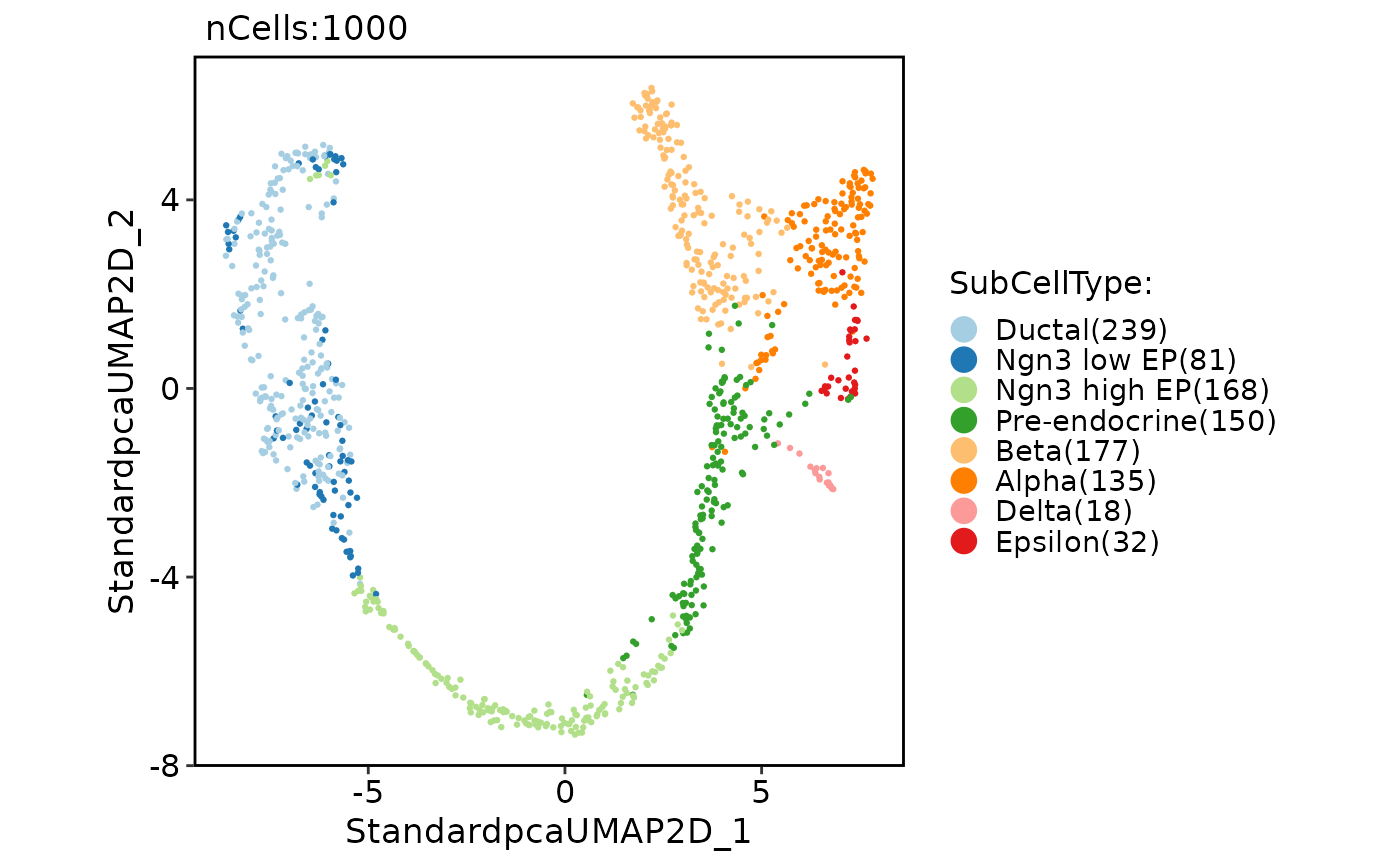 nCells:1000
StandardpcaUMAP2D_2
4
0
-4
-8
-5
0
5
StandardpcaUMAP2D_1
SubCellType:
Ductal(239)
Ngn3 low EP(81)
Ngn3 high EP(168)
Pre-endocrine(150)
Beta(177)
Alpha(135)
Delta(18)
Epsilon(32)